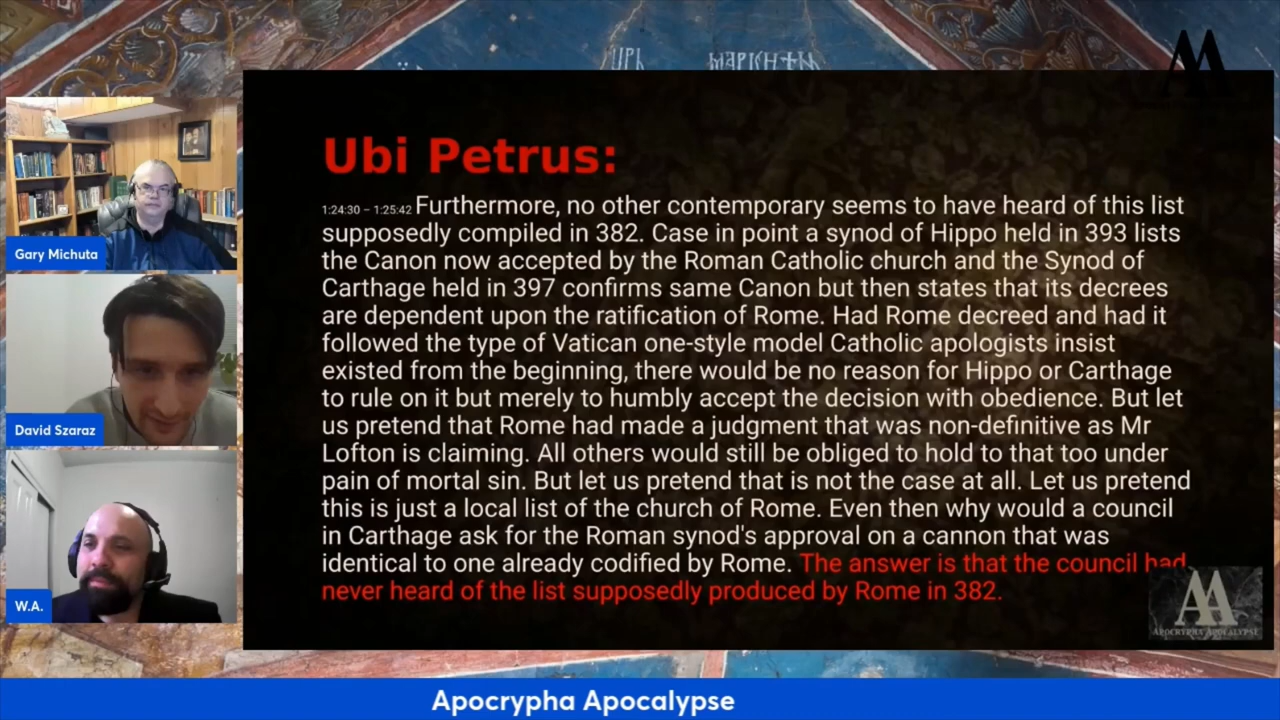 ЦРЬ МАРКИТЬ
Ubi Petrus:
1:24:30 – 1:25:42 Furthermore, no other contemporary seems to have heard of this list
supposedly compiled in 382. Case in point a synod of Hippo held in 393 lists
the Canon now accepted by the Roman Catholic church and the Synod of
Carthage held in 397 confirms same Canon but then states that its decrees
are dependent upon the ratification of Rome. Had Rome decreed and had it
followed the type of Vatican one-style model Catholic apologists insist
existed from the beginning, there would be no reason for Hippo or Carthage
to rule on it but merely to humbly accept the decision with obedience. But let
us pretend that Rome had made a judgment that was non-definitive as Mr
Lofton is claiming. All others would still be obliged to hold to that too under
pain of mortal sin. But let us pretend that is not the case at all. Let us pretend
this is just a local list of the church of Rome. Even then why would a council
in Carthage ask for the Roman synod's approval on a cannon that was
identical to one already codified by Rome. The answer is that the council had
never heard of the list supposedly produced by Rome in 382.
Gary Michuta
David Szaraz
W.A.
AA
APOCRYPHA APOCALYPSE
Apocrypha Apocalypse